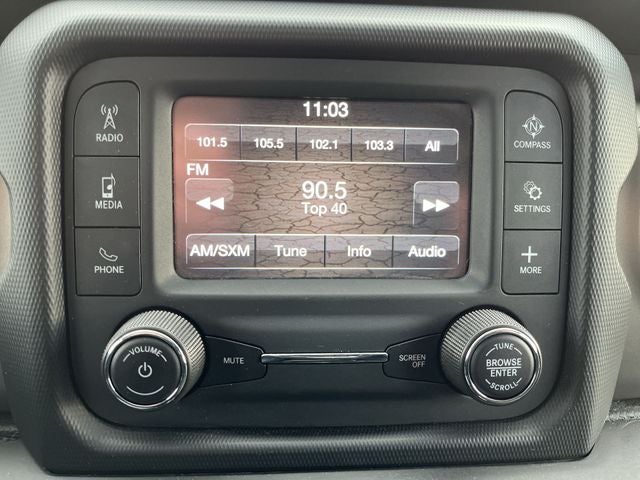 11:03
101.5 105.5 102.1 103.3 All
FM
90.5
Top 40
AM/SXM Tune Info Audio
RADIO
MEDIA
PHONE
N
COMPASS
SETTINGS
+
MORE
VOLUME
MUTE
SCREEN
OFF
TUNE
BROWSE
ENTER
SCROLL